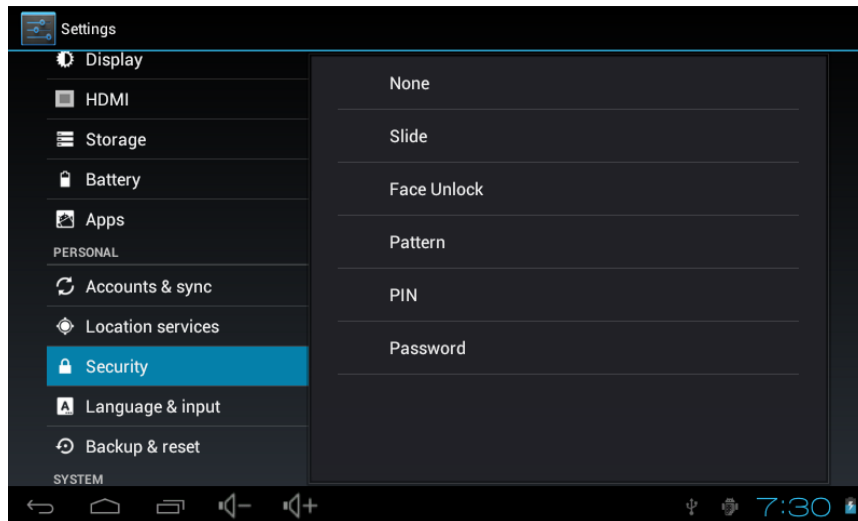 Settings
Display
HDMI
Storage
Battery
Apps
PERSONAL
Accounts & sync
Location services
Security
Language & input
Backup & reset
SYSTEM
None
Slide
Face Unlock
Pattern
PIN
Password
7:30